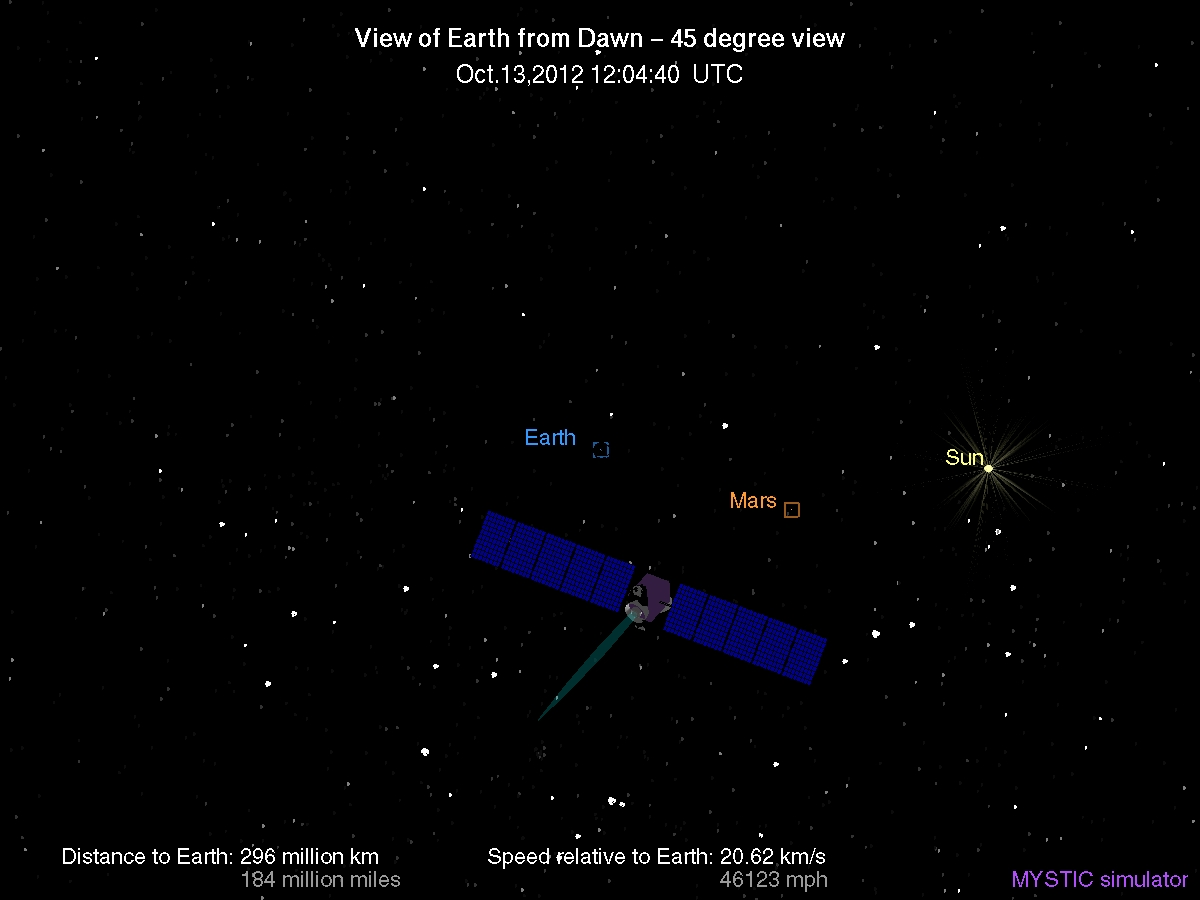 View of Earth from Dawn – 45 degree view
Oct.13,2012 12:04:40 UTC
Earth
Sun
Mars
Distance to Earth: 296 million km
184 million miles
Speed relative to Earth: 20.62 km/s
46123 mph
MYSTIC simulator